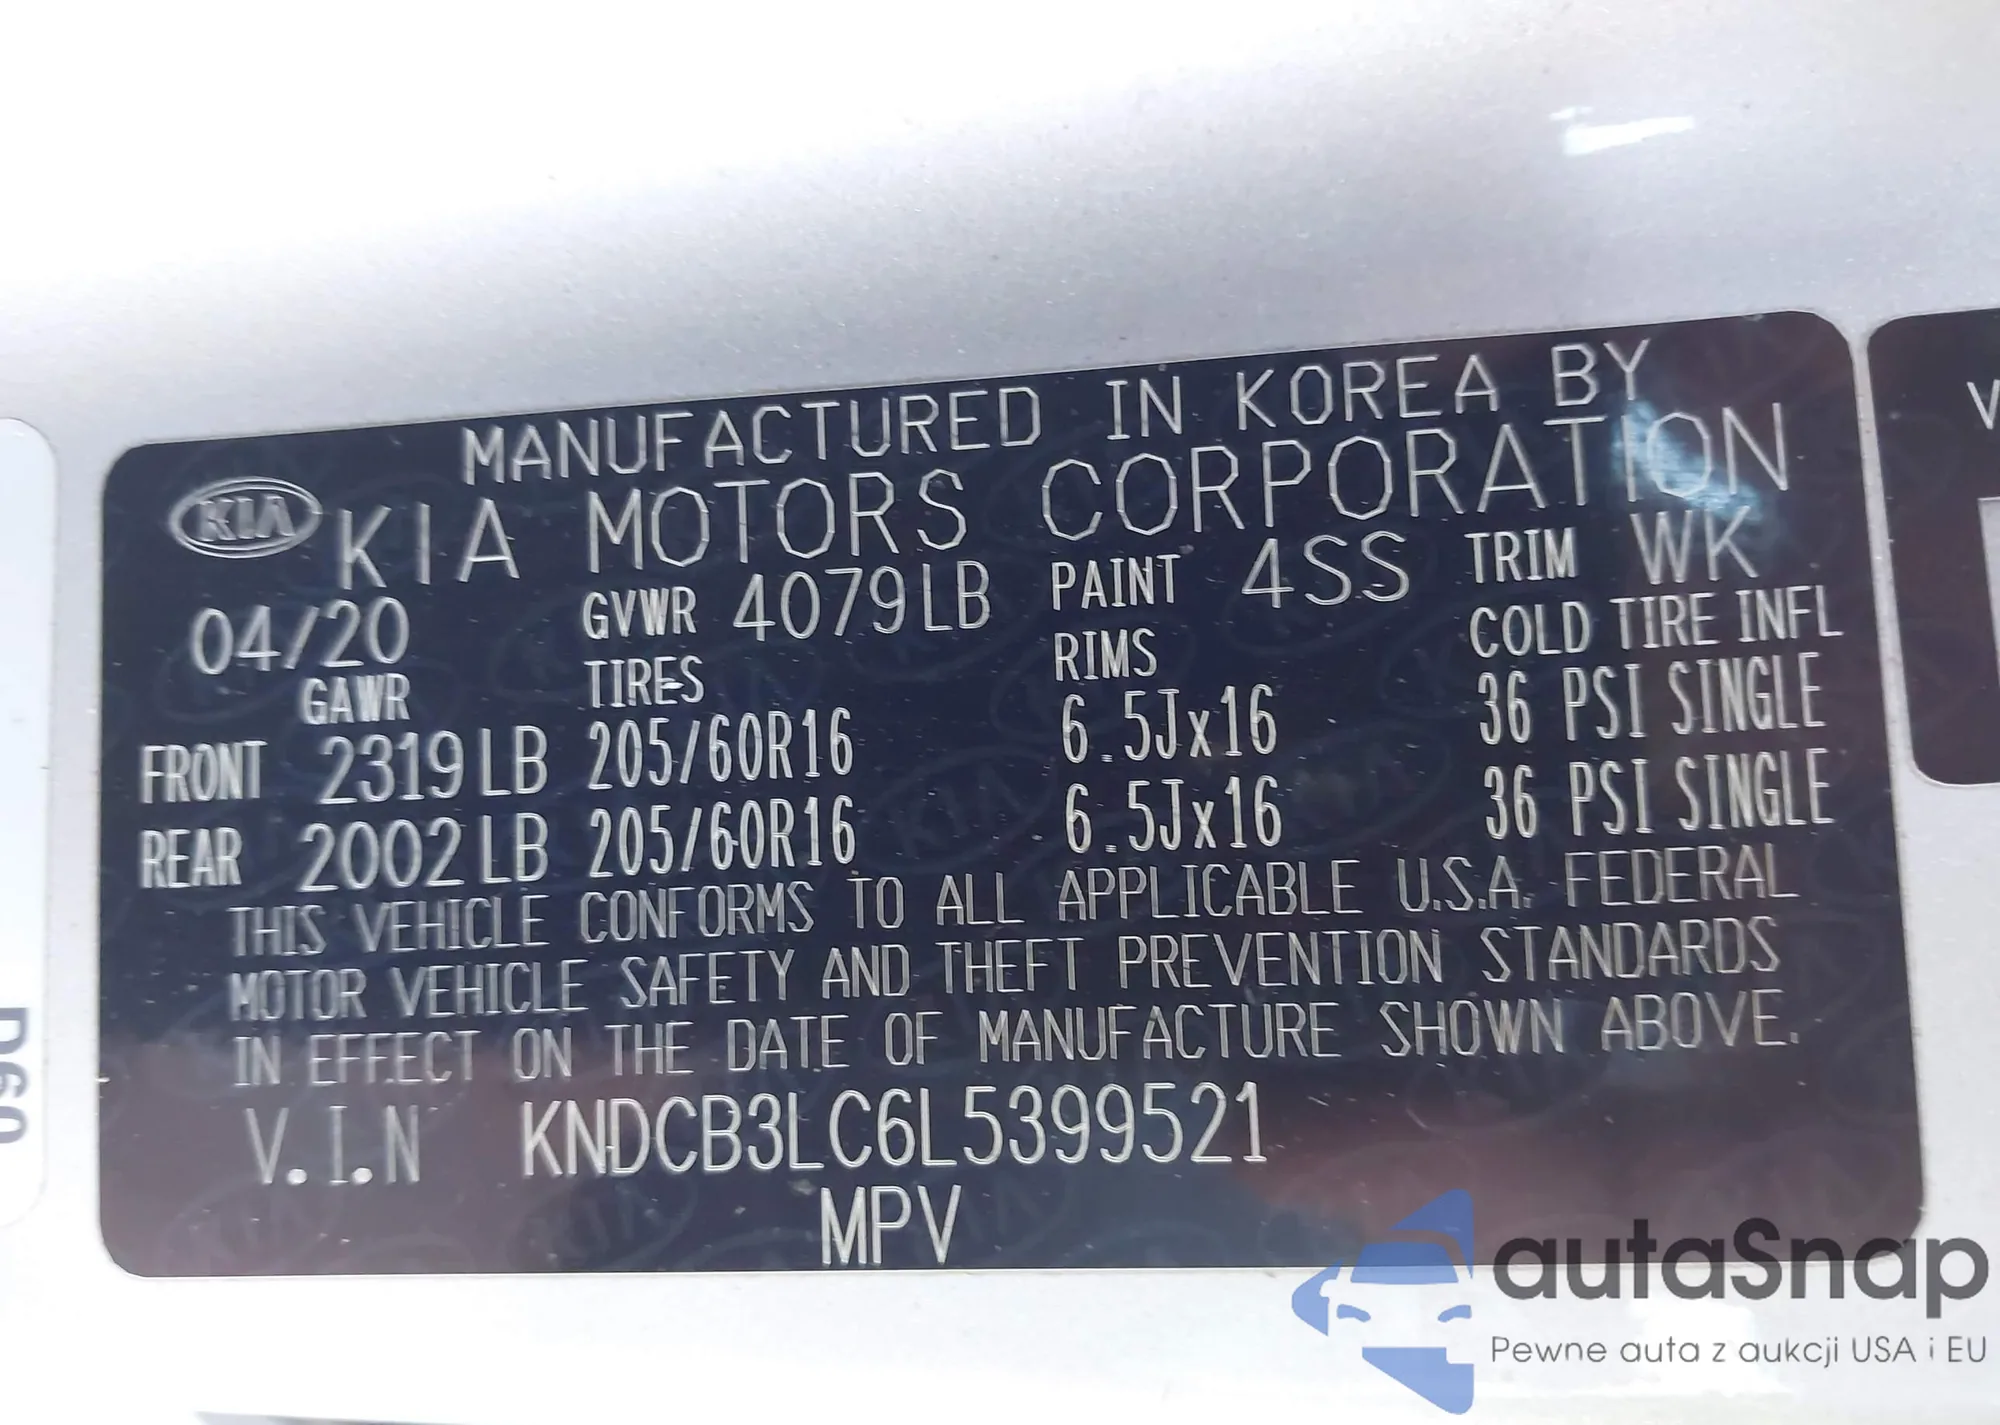 MANUFACTURED IN KOREA BY
KIA KIA MOTORS CORPORATION
04/20 GVWR 4079LB PAINT 4SS TRIM WK
GAWR TIRES RIMS COLD TIRE INFL
FRONT 2319LB 205/60R16 6.5Jx16 36 PSI SINGLE
REAR 2002LB 205/60R16 6.5Jx16 36 PSI SINGLE
THIS VEHICLE CONFORMS TO ALL APPLICABLE U.S.A. FEDERAL
MOTOR VEHICLE SAFETY AND THEFT PREVENTION STANDARDS
IN EFFECT ON THE DATE OF MANUFACTURE SHOWN ABOVE.
V.I.N KNDCB3LC6L5399521
MPV
autaSnap
Pewne auta z aukcji USA i EU